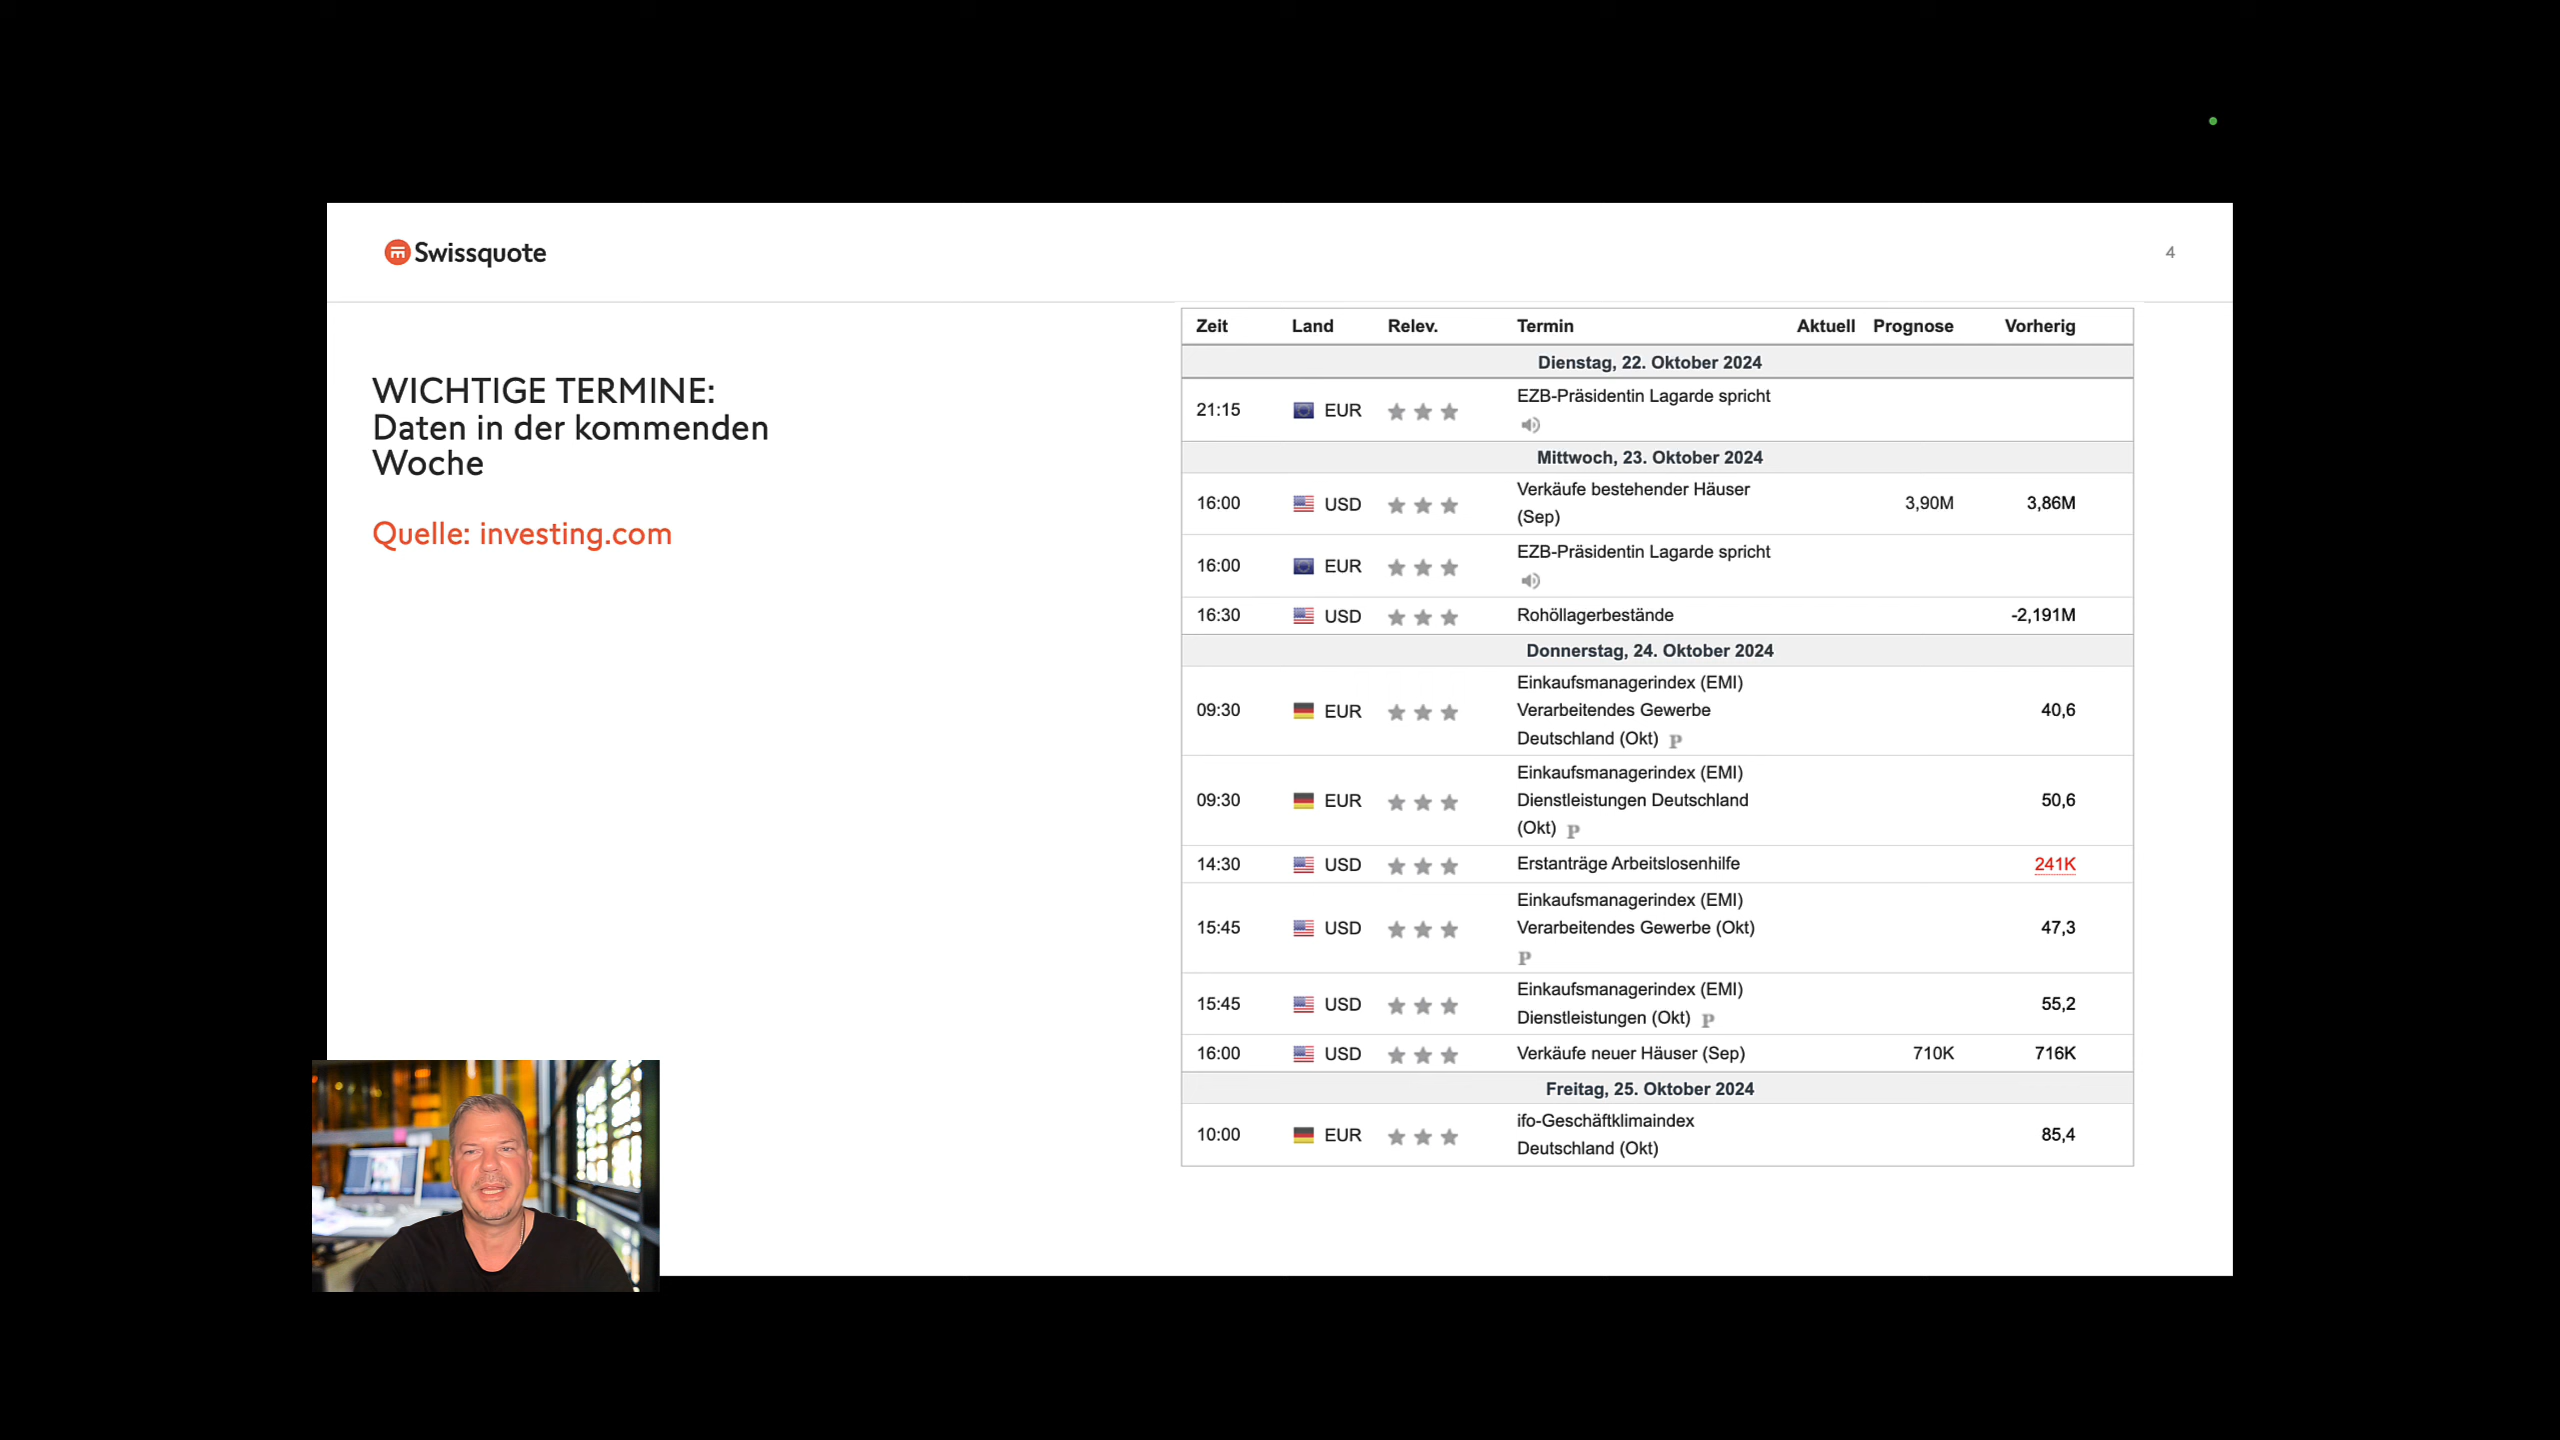 Swissquote
4
WICHTIGE TERMINE:
Daten in der kommenden
Woche
Quelle: investing.com
Zeit Land Relev. Termin Aktuell Prognose Vorherig
Dienstag, 22. Oktober 2024
21:15 EUR EZB-Präsidentin Lagarde spricht
Mittwoch, 23. Oktober 2024
16:00 USD Verkäufe bestehender Häuser
(Sep) 3,90M 3,86M
16:00 EUR EZB-Präsidentin Lagarde spricht
16:30 USD Rohöllagerbestände -2,191M
Donnerstag, 24. Oktober 2024
09:30 EUR Einkaufsmanagerindex (EMI)
Verarbeitendes Gewerbe
Deutschland (Okt) P 40,6
09:30 EUR Einkaufsmanagerindex (EMI)
Dienstleistungen Deutschland
(Okt) P 50,6
14:30 USD Erstanträge Arbeitslosenhilfe 241K
15:45 USD Einkaufsmanagerindex (EMI)
Verarbeitendes Gewerbe (Okt)
P 47,3
15:45 USD Einkaufsmanagerindex (EMI)
Dienstleistungen (Okt) P 55,2
16:00 USD Verkäufe neuer Häuser (Sep) 710K 716K
Freitag, 25. Oktober 2024
10:00 EUR ifo-Geschäftklimaindex
Deutschland (Okt) 85,4